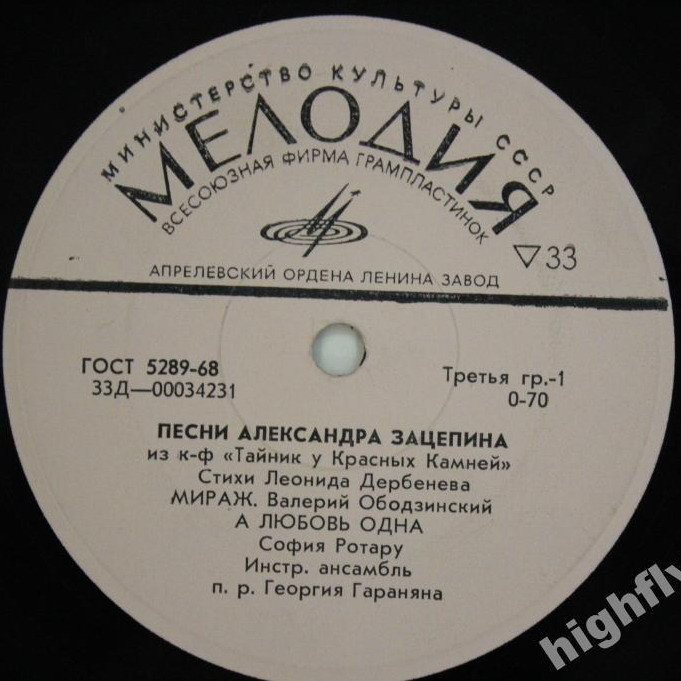 МИНИСТЕРСТВО КУЛЬТУРЫ СССР
МЕЛОДИЯ
ВСЕСОЮЗНАЯ ФИРМА ГРАМПЛАСТИНОК
▽33
АПРЕЛЕВСКИЙ ОРДЕНА ЛЕНИНА ЗАВОД
ГОСТ 5289-68
33Д—00034231
Третья гр.-1
0-70
ПЕСНИ АЛЕКСАНДРА ЗАЦЕПИНА
из к-ф «Тайник у Красных Камней»
Стихи Леонида Дербенева
МИРАЖ. Валерий Ободзинский
А ЛЮБОВЬ ОДНА
София Ротару
Инстр. ансамбль
п. р. Георгия Гараняна
highfly